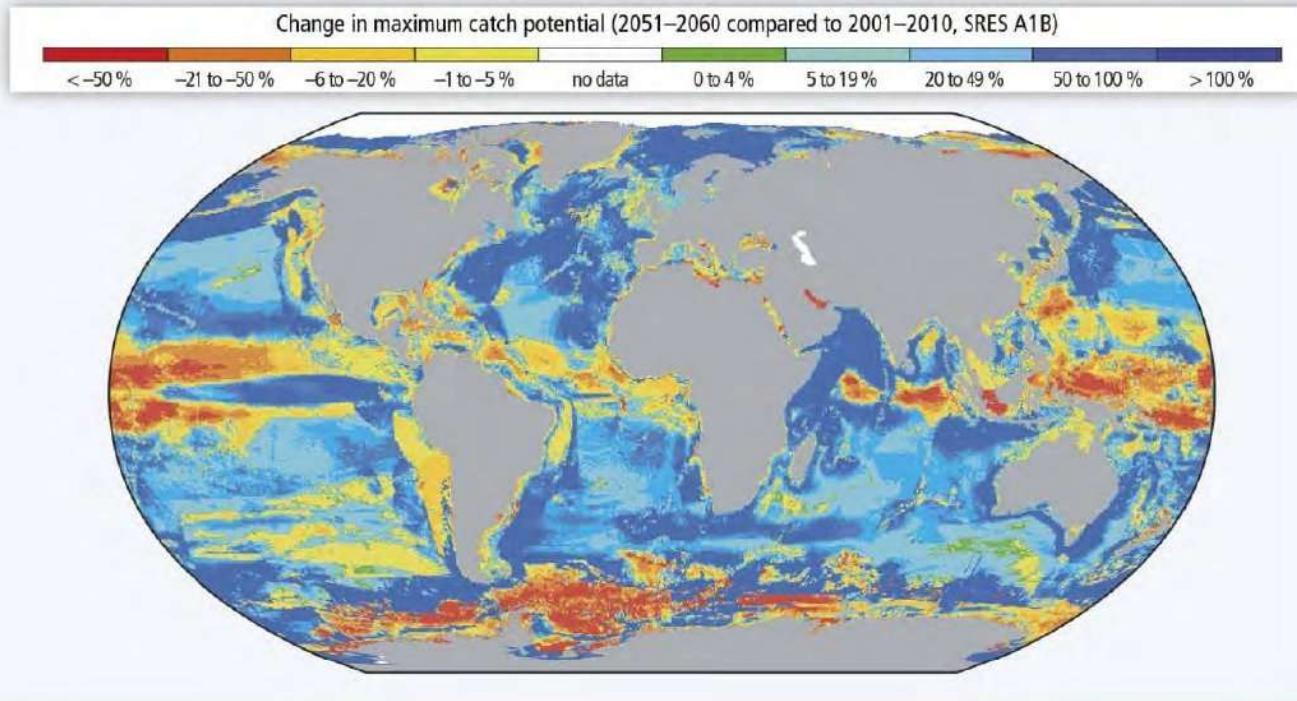 Change in maximum catch potential (2051–2060 compared to 2001–2010, SRES A1B)
< –50 % –21 to –50 % –6 to –20 % –1 to –5 % no data 0 to 4 % 5 to 19 % 20 to 49 % 50 to 100 % > 100 %